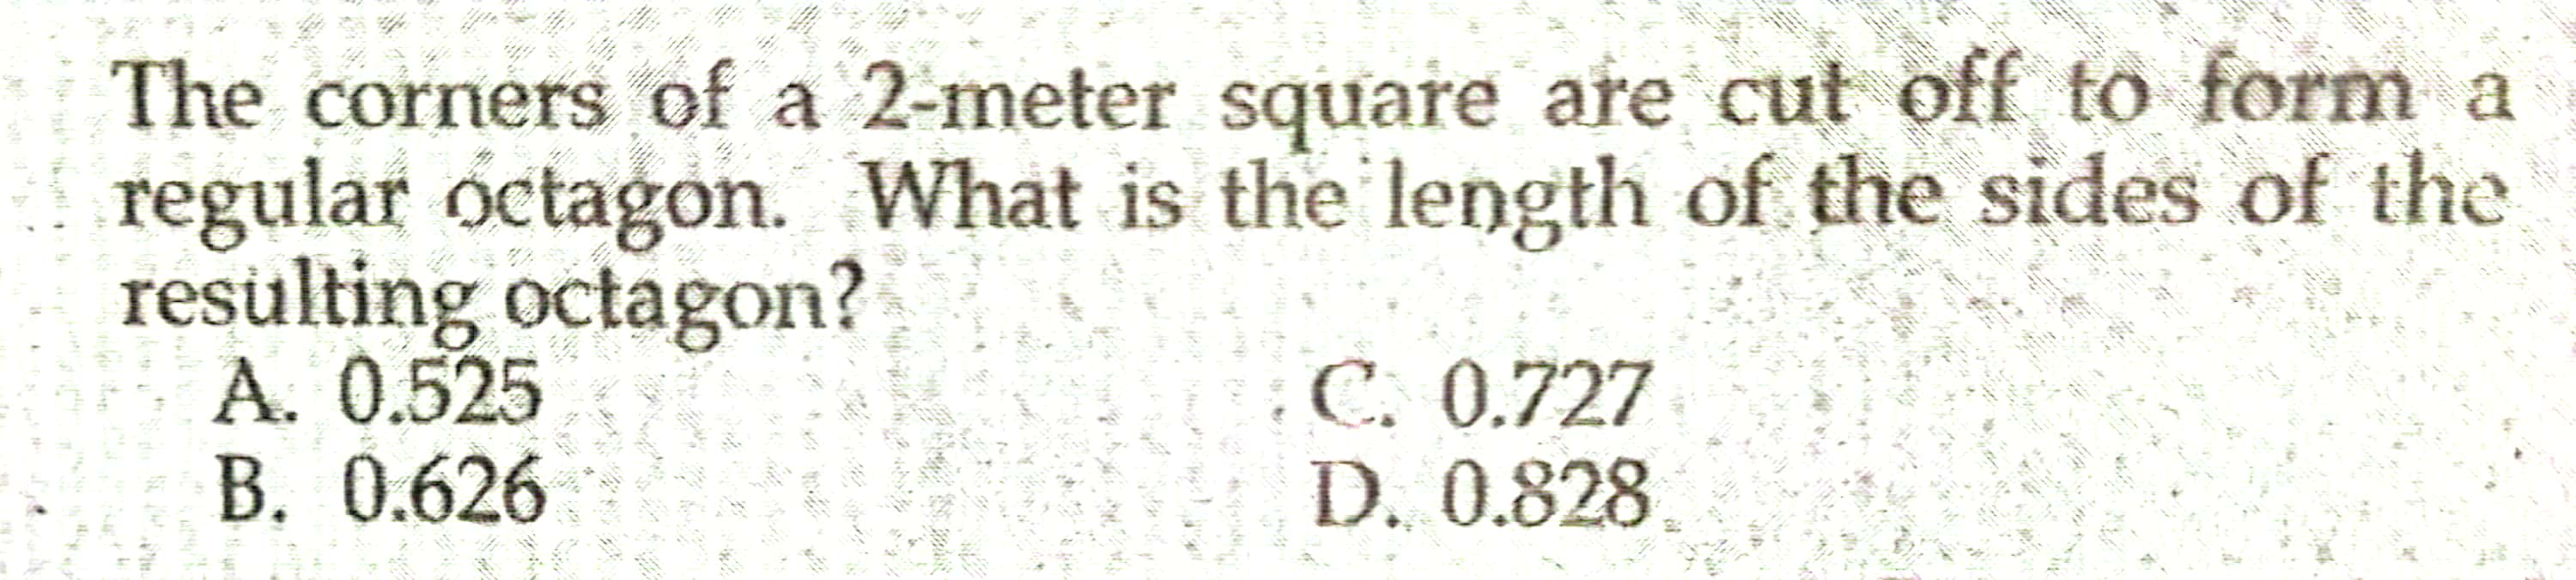 The corners of a 2-meter square are cut off to form a
regular octagon. What is the length of the sides of the
resulting octagon?
A. 0.525 C. 0.727
B. 0.626 D. 0.828